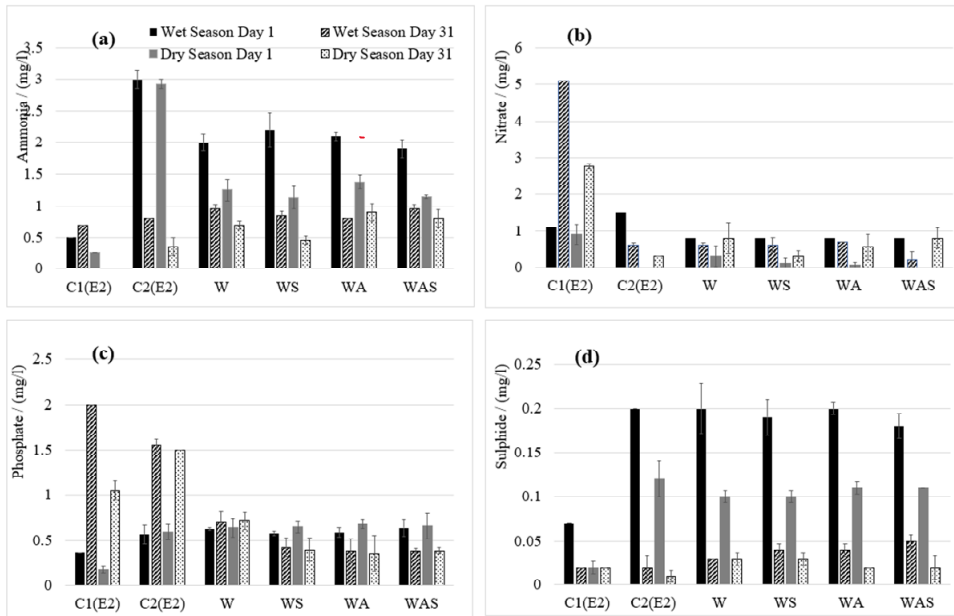 (a)
Wet Season Day 1
Wet Season Day 31
Dry Season Day 1
Dry Season Day 31
Ammonia / (mg/l)
3.5
3
2.5
2
1.5
1
0.5
0
C1(E2) C2(E2) W WS WA WAS
(b)
Nitrate / (mg/l)
6
5
4
3
2
1
0
C1(E2) C2(E2) W WS WA WAS
(c)
Phosphate / (mg/l)
2.5
2
1.5
1
0.5
0
C1(E2) C2(E2) W WS WA WAS
(d)
Sulphide / (mg/l)
0.25
0.2
0.15
0.1
0.05
0
C1(E2) C2(E2) W WS WA WAS